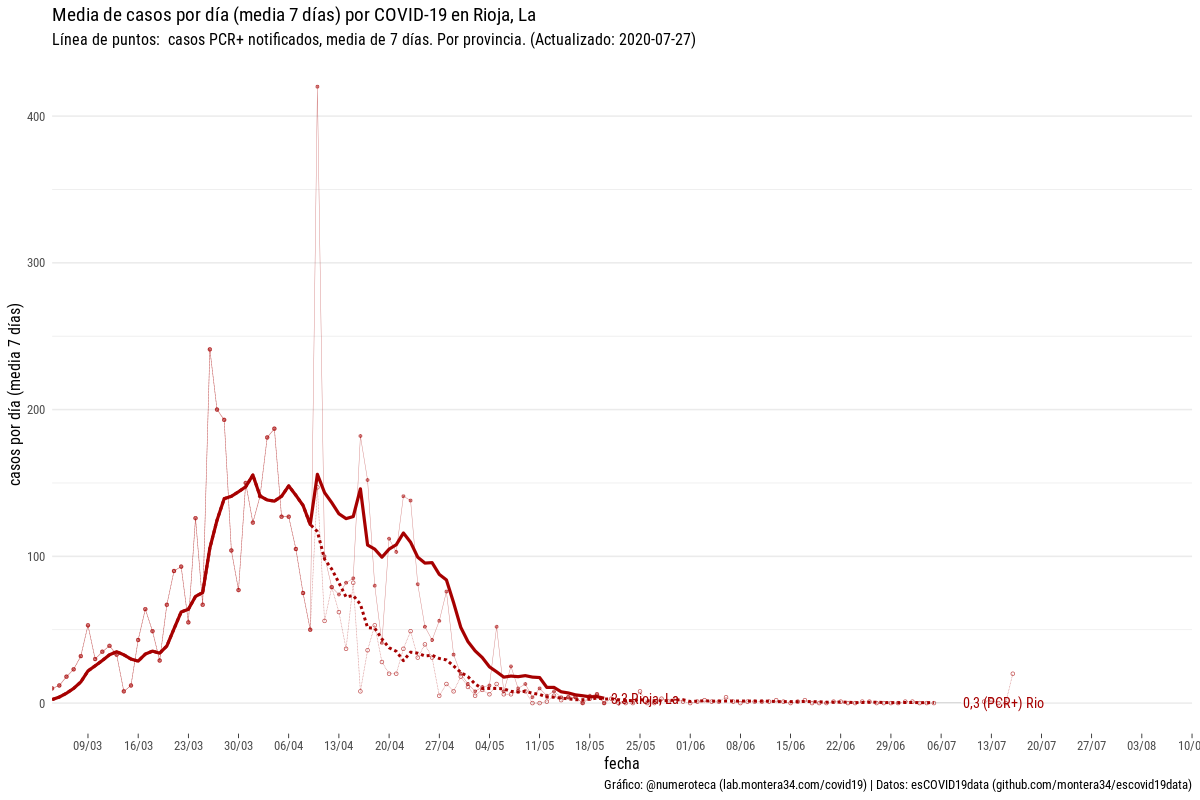 Media de casos por día (media 7 días) por COVID-19 en Rioja, La
Línea de puntos:  casos PCR+ notificados, media de 7 días. Por provincia. (Actualizado: 2020-07-27)
400
300
200
100
0
casos por día (media 7 días)
Rioja, La
0,3 (PCR+) Rio
09/03 16/03 23/03 30/03 06/04 13/04 20/04 27/04 04/05 11/05 18/05 25/05 01/06 08/06 15/06 22/06 29/06 06/07 13/07 20/07 27/07 03/08 10/0
fecha
Gráfico: @numeroteca (lab.montera34.com/covid19) | Datos: esCOVID19data (github.com/montera34/escovid19data)